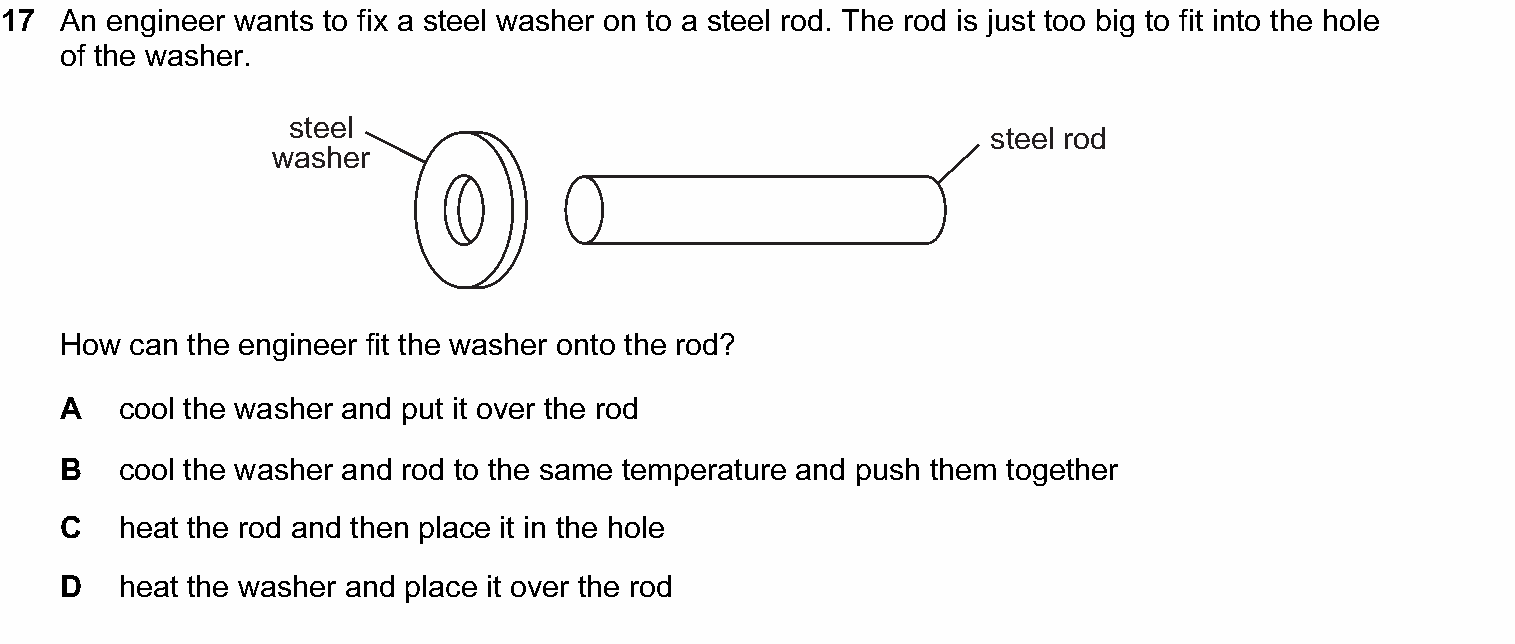 17 An engineer wants to fix a steel washer on to a steel rod. The rod is just too big to fit into the hole
of the washer.
steel
washer
steel rod
How can the engineer fit the washer onto the rod?
A cool the washer and put it over the rod
B cool the washer and rod to the same temperature and push them together
C heat the rod and then place it in the hole
D heat the washer and place it over the rod